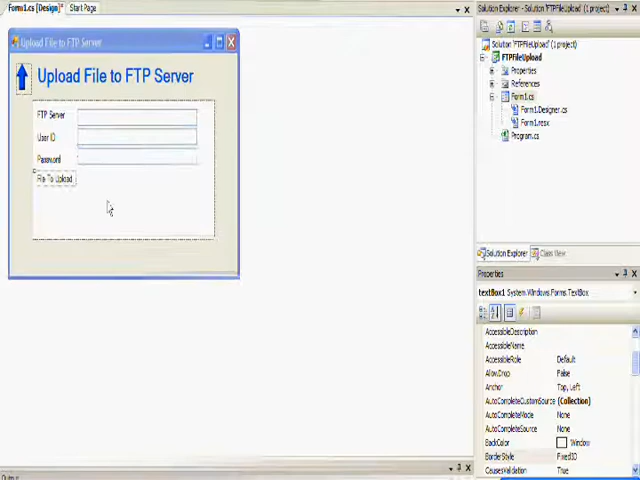 Form1.cs [Design]*
Start Page
Upload File to FTP Server
Upload File to FTP Server
FTP Server
User ID
Password
File To Upload
Solution Explorer - Solution 'FTPFileUpload' (1 project)
Solution 'FTPFileUpload' (1 project)
FTPFileUpload
Properties
References
Form1.cs
Form1.Designer.cs
Form1.resx
Program.cs
Solution Explorer
Class View
Properties
textBox1 System.Windows.Forms.TextBox
AccessibleDescription
AccessibleName
AccessibleRole Default
AllowDrop False
Anchor Top, Left
AutoCompleteCustomSource (Collection)
AutoCompleteMode None
AutoCompleteSource None
BackColor Window
BorderStyle Fixed3D
CausesValidation True
Output